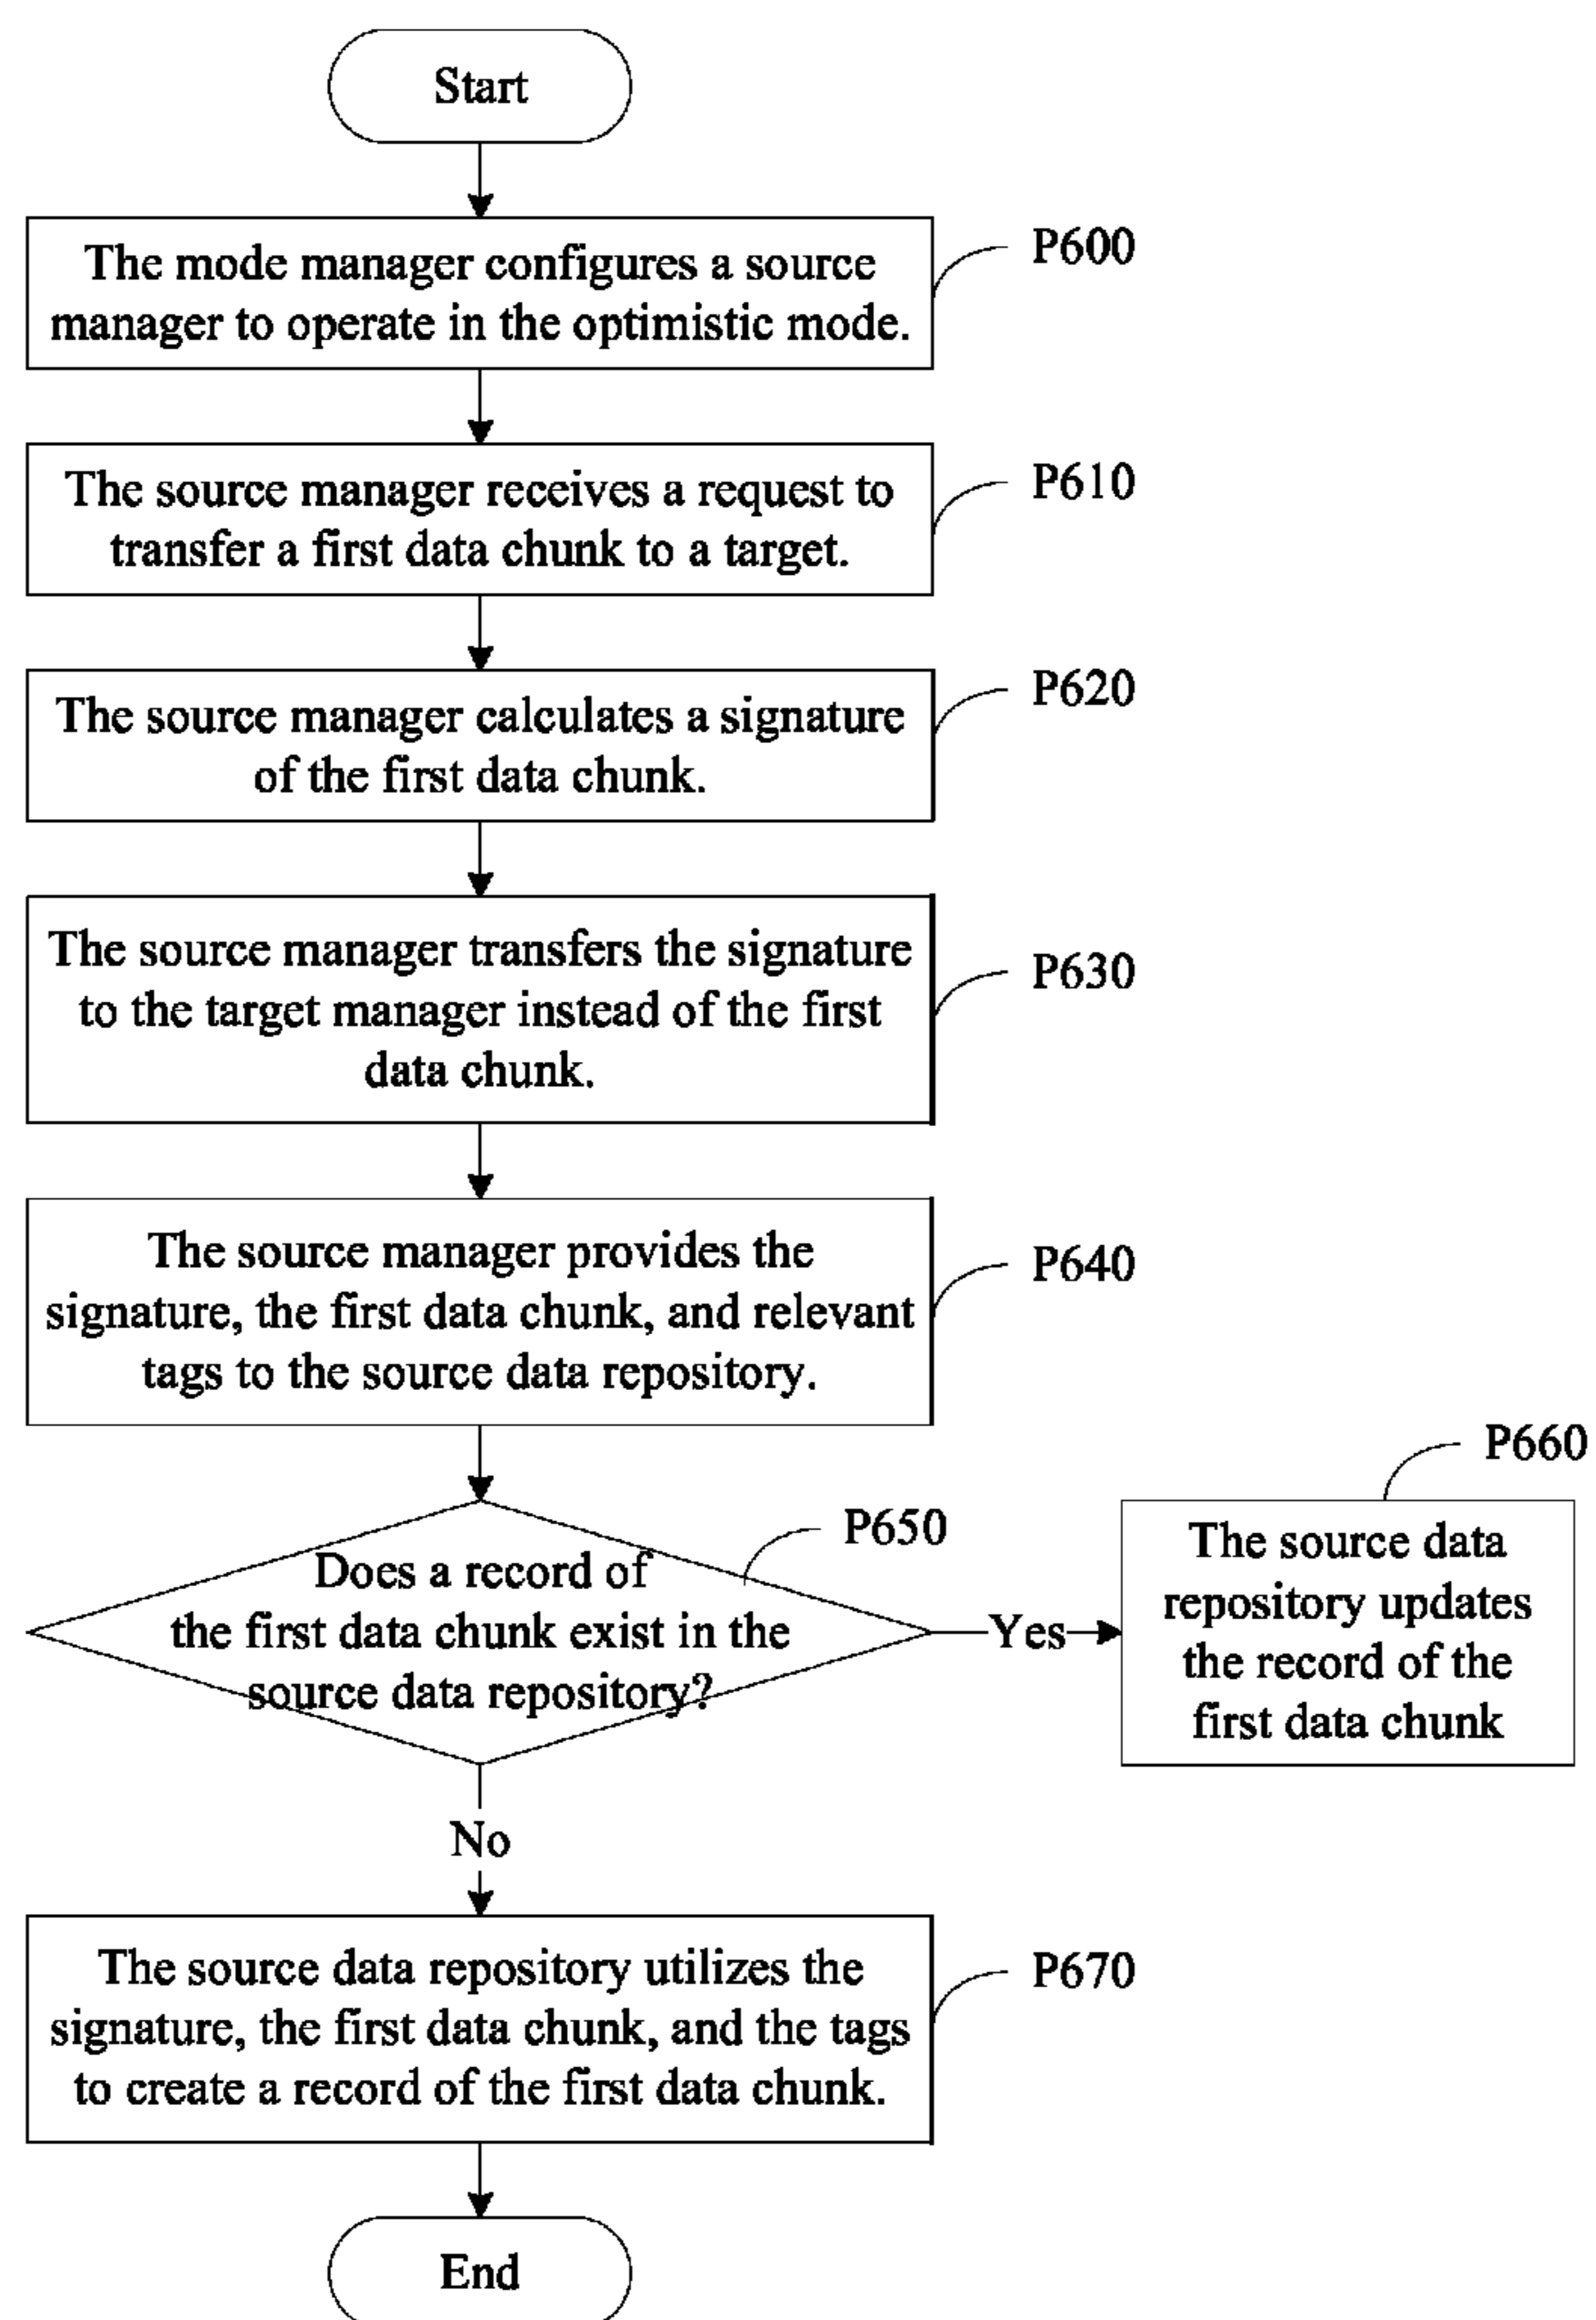 Start
The mode manager configures a source
manager to operate in the optimistic mode.
P600
The source manager receives a request to
transfer a first data chunk to a target.
P610
The source manager calculates a signature
of the first data chunk.
P620
The source manager transfers the signature
to the target manager instead of the first
data chunk.
P630
The source manager provides the
signature, the first data chunk, and relevant
tags to the source data repository.
P640
Does a record of
the first data chunk exist in the
source data repository?
P650
Yes
P660
The source data
repository updates
the record of the
first data chunk
No
The source data repository utilizes the
signature, the first data chunk, and the tags
to create a record of the first data chunk.
P670
End